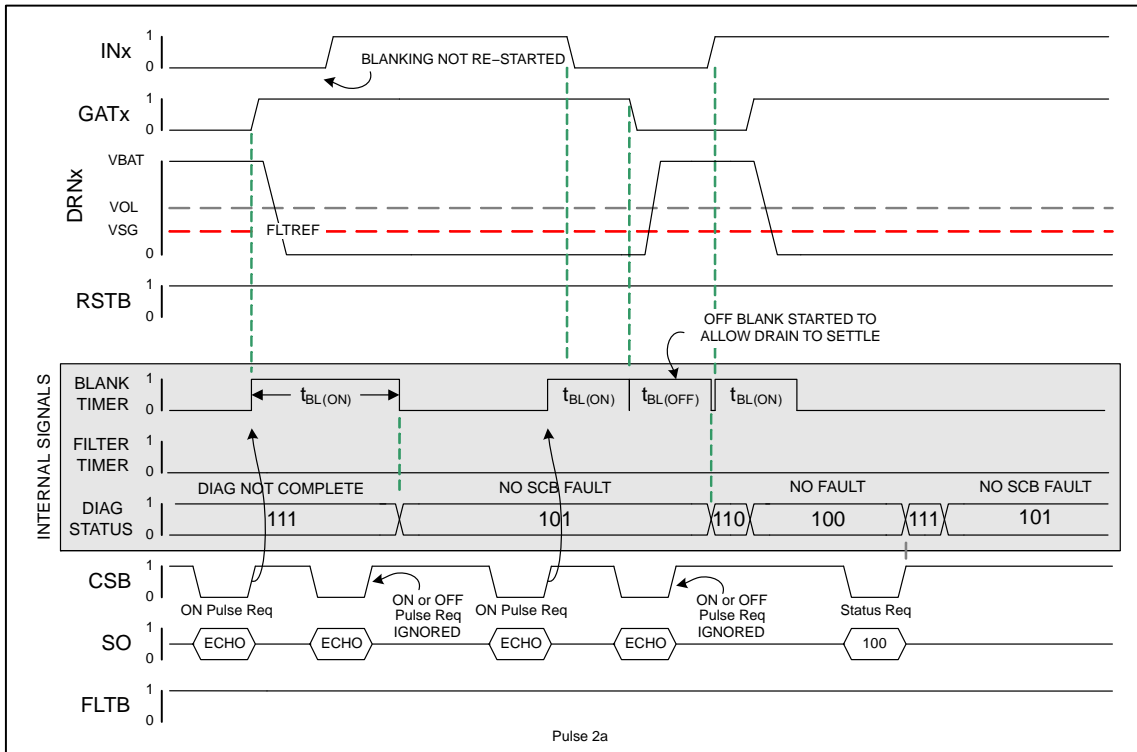 INx
1
0
BLANKING NOT RE−STARTED
GATx
1
0
DRNx
VBAT
VOL
VSG
0
FLTREF
RSTB
1
0
OFF BLANK STARTED TO
ALLOW DRAIN TO SETTLE
INTERNAL SIGNALS
BLANK
TIMER
1
0
tBL(ON)
tBL(ON)
tBL(OFF)
tBL(ON)
FILTER
TIMER
1
0
DIAG NOT COMPLETE
NO SCB FAULT
NO FAULT
NO SCB FAULT
DIAG
STATUS
1
0
111
101
110
100
111
101
CSB
1
0
ON Pulse Req
ON or OFF
Pulse Req
IGNORED
ON Pulse Req
ON or OFF
Pulse Req
IGNORED
Status Req
SO
1
0
ECHO
ECHO
ECHO
ECHO
100
FLTB
1
0
Pulse 2a